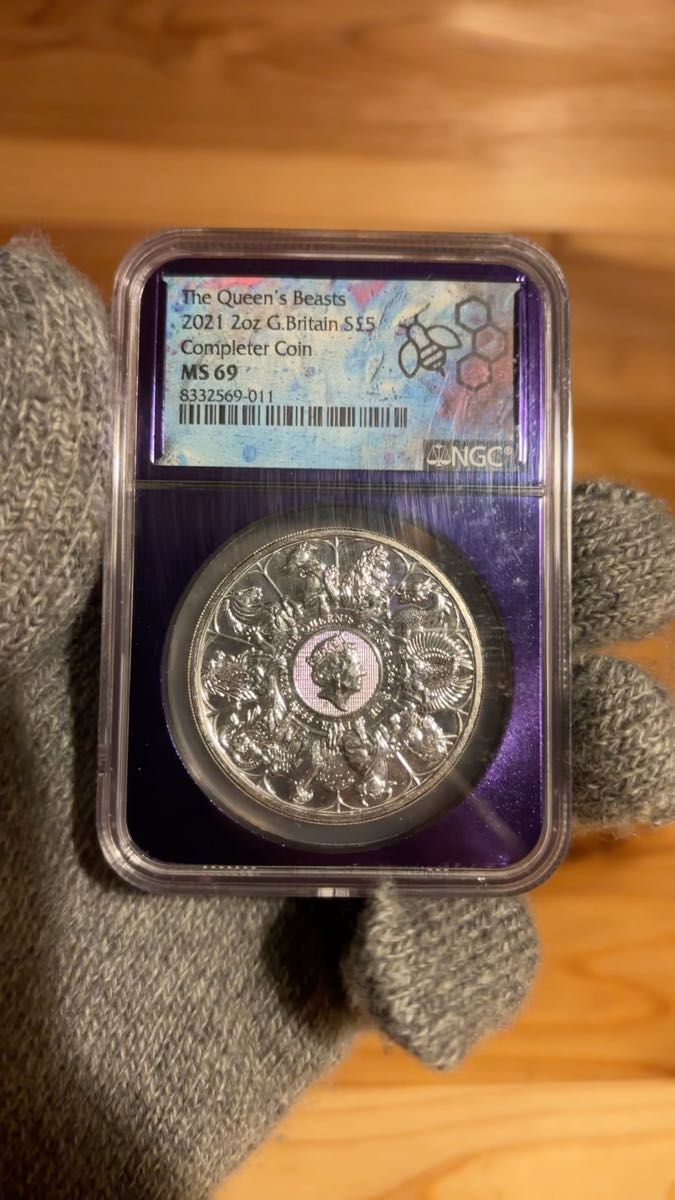 The Queen's Beasts
2021 2oz G.Britain S£5
Completer Coin
MS 69
8332569-011
NGC®